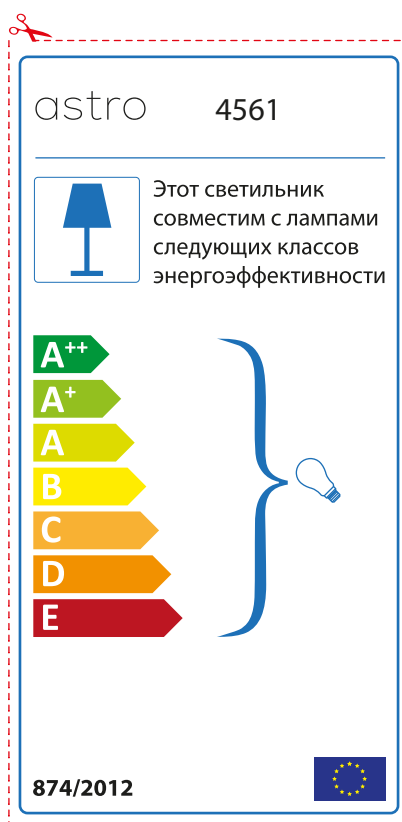 astro 4561
Этот светильник
совместим с лампами
следующих классов
энергоэффективности
A++
A+
A
B
C
D
E
874/2012